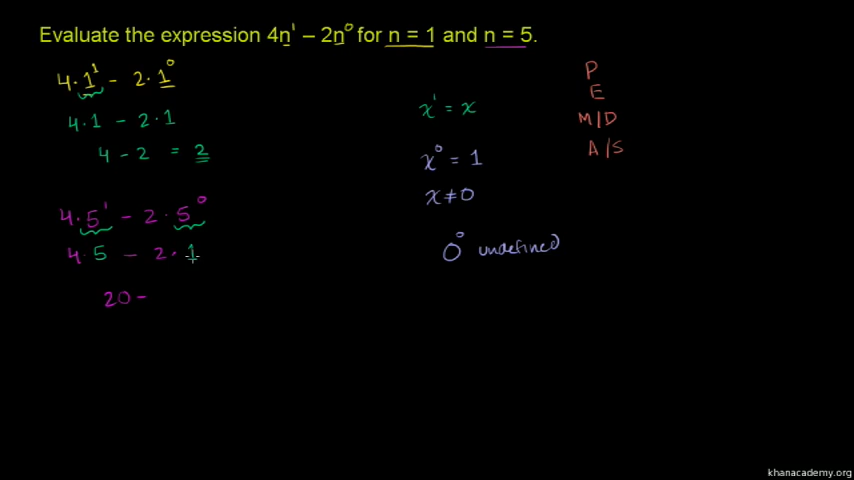 Evaluate the expression 4n¹ – 2n⁰ for n = 1 and n = 5.
4·1¹ – 2·1⁰
4·1 – 2·1
4 – 2 = 2
4·5¹ – 2·5⁰
4·5 – 2·1
20 –
x¹ = x
x⁰ = 1
x ≠ 0
0⁰ undefined
P
E
M/D
A/S
khanacademy.org